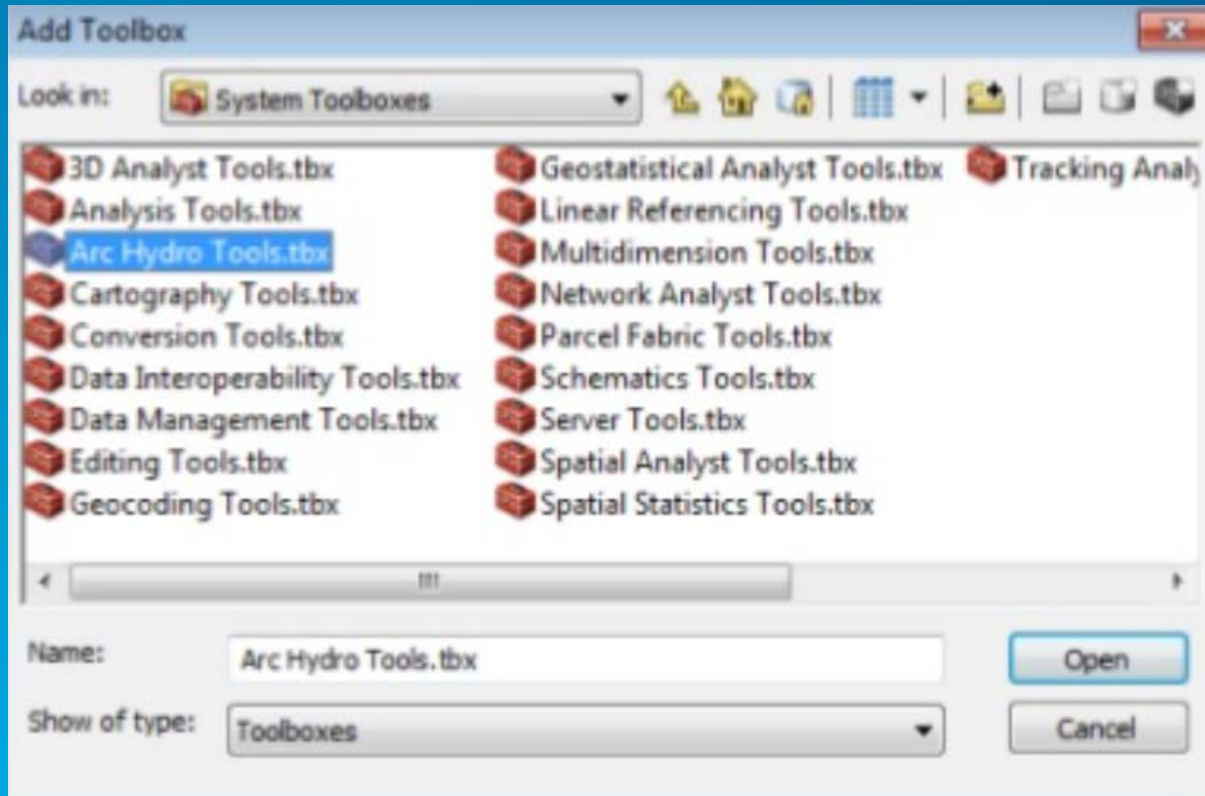 Add Toolbox
Look in: System Toolboxes
3D Analyst Tools.tbx
Analysis Tools.tbx
Arc Hydro Tools.tbx
Cartography Tools.tbx
Conversion Tools.tbx
Data Interoperability Tools.tbx
Data Management Tools.tbx
Editing Tools.tbx
Geocoding Tools.tbx
Geostatistical Analyst Tools.tbx
Linear Referencing Tools.tbx
Multidimension Tools.tbx
Network Analyst Tools.tbx
Parcel Fabric Tools.tbx
Schematics Tools.tbx
Server Tools.tbx
Spatial Analyst Tools.tbx
Spatial Statistics Tools.tbx
Tracking Analy
Name: Arc Hydro Tools.tbx
Open
Show of type: Toolboxes
Cancel